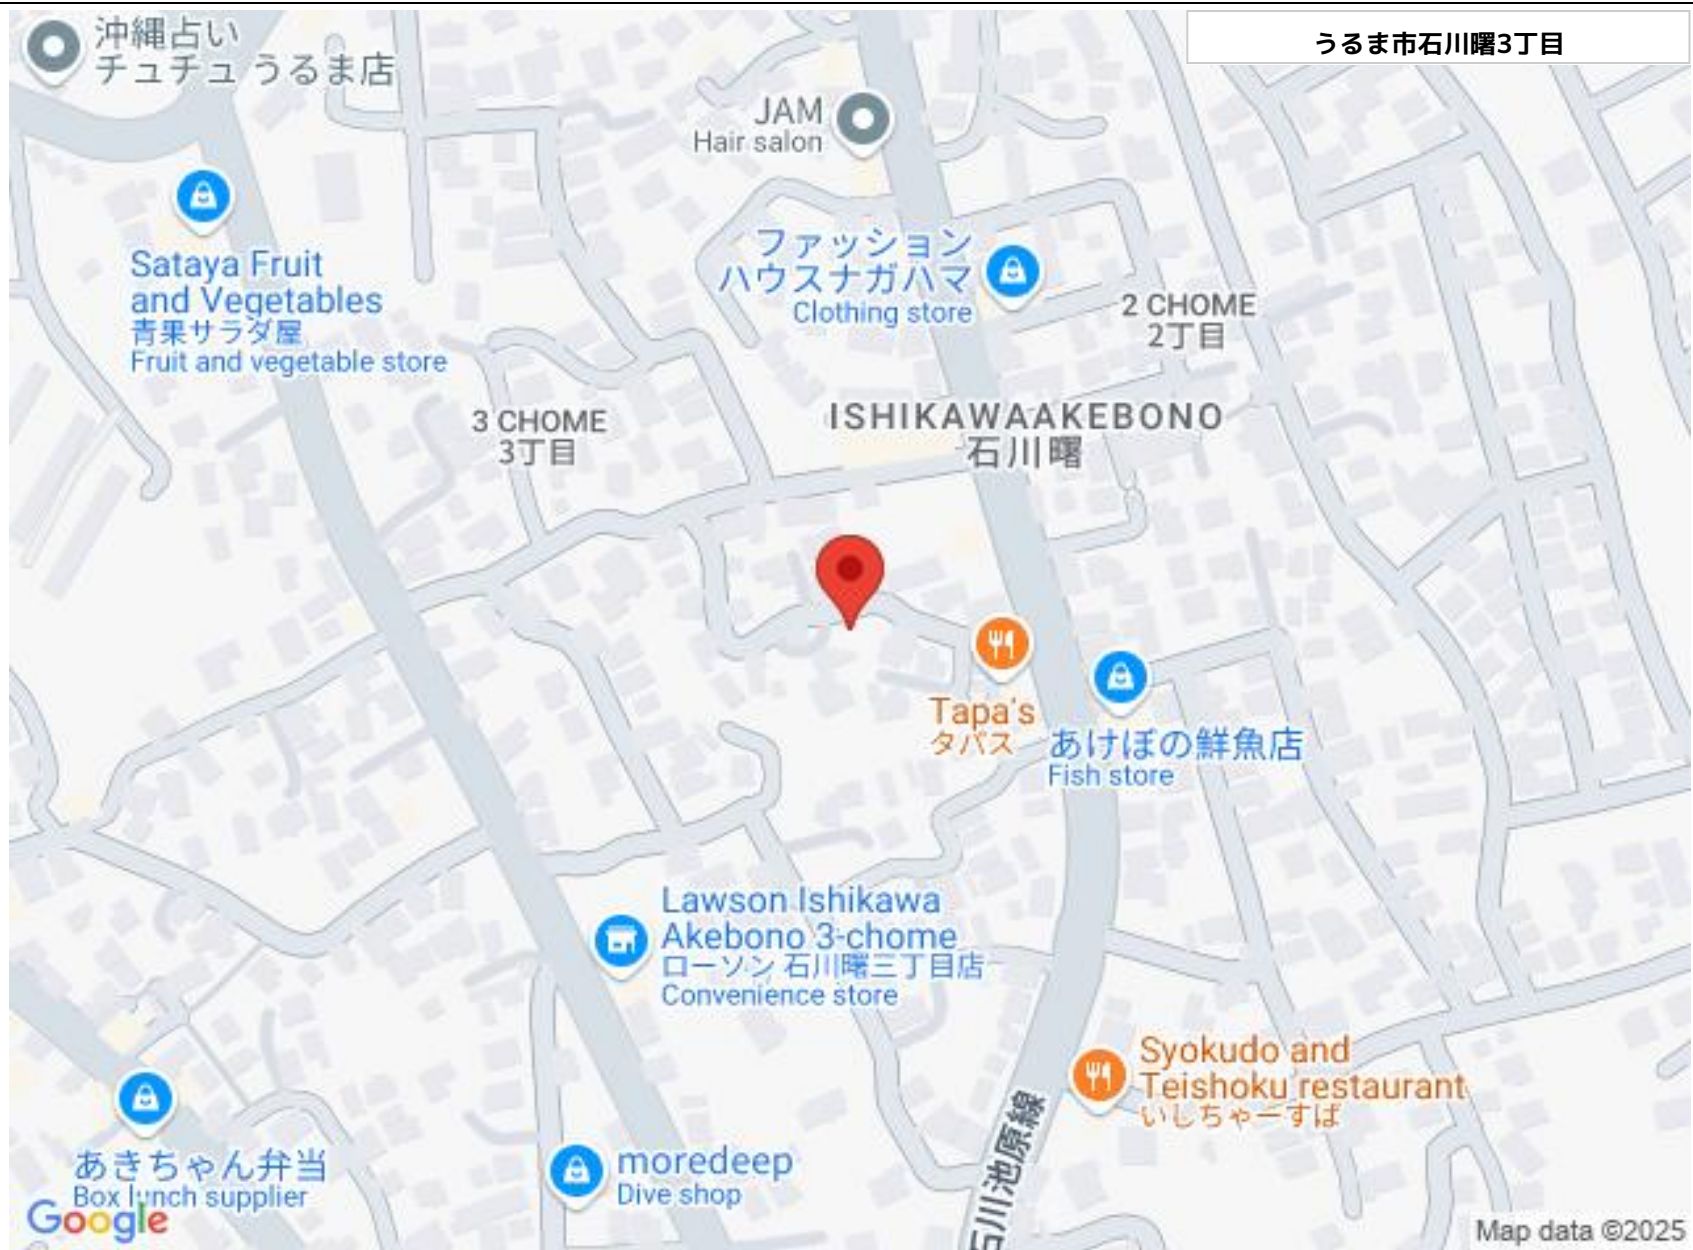 うるま市石川曙3丁目
沖縄占い
チュチュ うるま店
JAM
Hair salon
Sataya Fruit
and Vegetables
青果サラダ屋
Fruit and vegetable store
ファッション
ハウスナガハマ
Clothing store
2 CHOME
2丁目
3 CHOME
3丁目
ISHIKAWAAKEBONO
石川曙
Tapa's
タパス
あけぼの鮮魚店
Fish store
Lawson Ishikawa
Akebono 3-chome
ローソン 石川曙三丁目店
Convenience store
Syokudo and
Teishoku restaurant
いしちゃーすば
石川池原線
あきちゃん弁当
Box lunch supplier
moredeep
Dive shop
Google
Map data ©2025